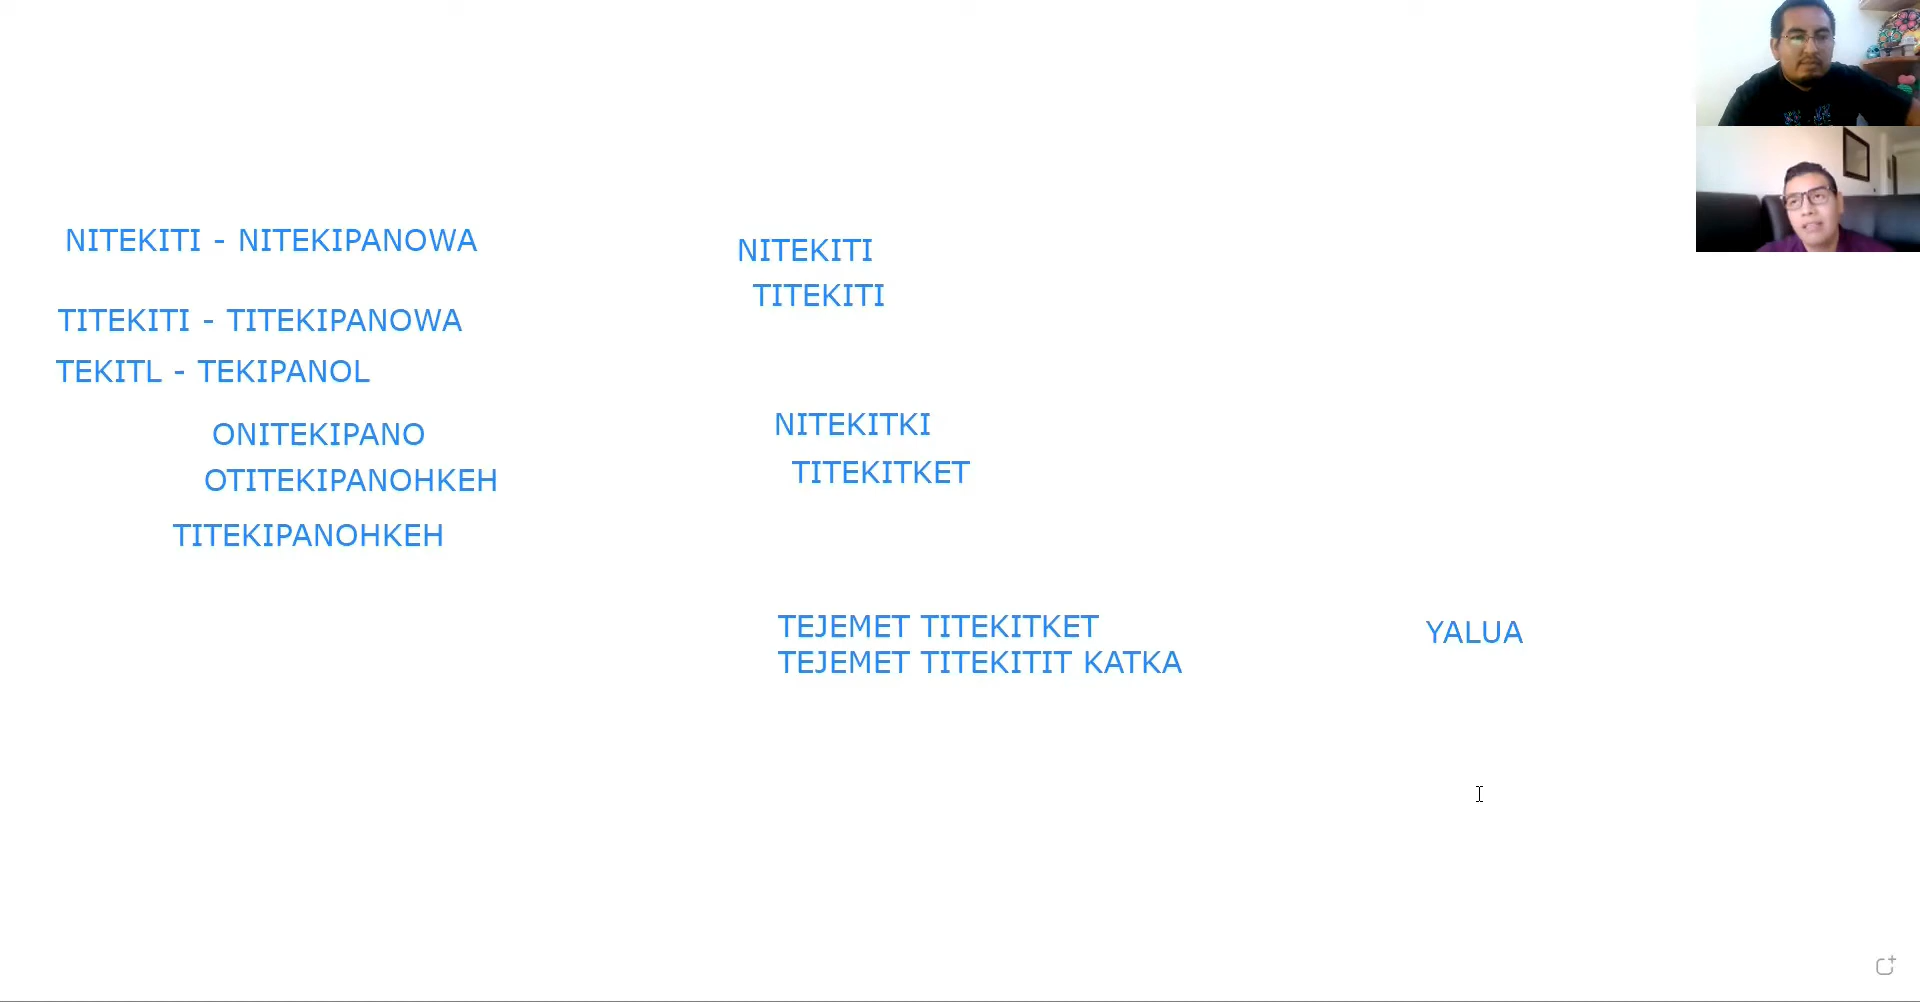 NITEKITI - NITEKIPANOWA
TITEKITI - TITEKIPANOWA
TEKITL - TEKIPANOL
ONITEKIPANO
OTITEKIPANOHKEH
TITEKIPANOHKEH
NITEKITI
TITEKITI
NITEKITKI
TITEKITKET
TEJEMET TITEKITKET
TEJEMET TITEKITIT KATKA
YALUA